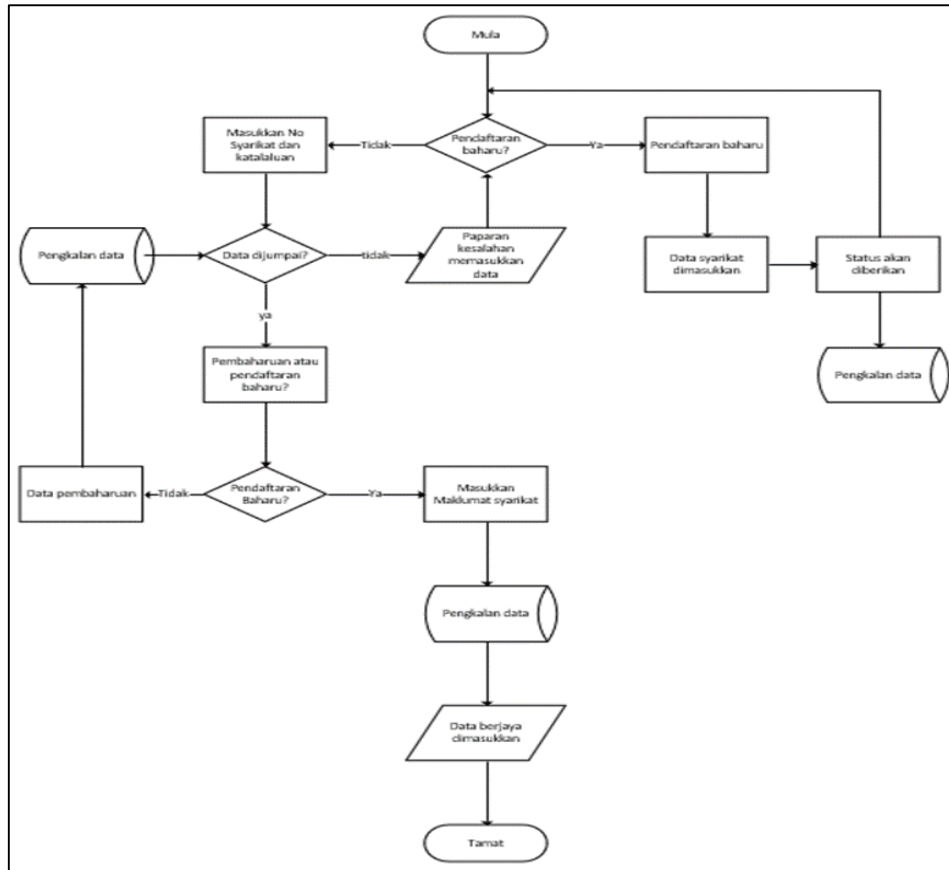 Mula
Masukkan No
Syarikat dan
katalaluan
Tidak
Pendaftaran
baharu?
Ya
Pendaftaran baharu
Pengkalan data
Data dijumpai?
tidak
Paparan
kesalahan
memasukkan
data
Data syarikat
dimasukkan
Status akan
diberikan
ya
Pembaharuan atau
pendaftaran
baharu?
Pengkalan data
Data pembaharuan
Tidak
Pendaftaran
Baharu?
Ya
Masukkan
Maklumat syarikat
Pengkalan data
Data berjaya
dimasukkan
Tamat